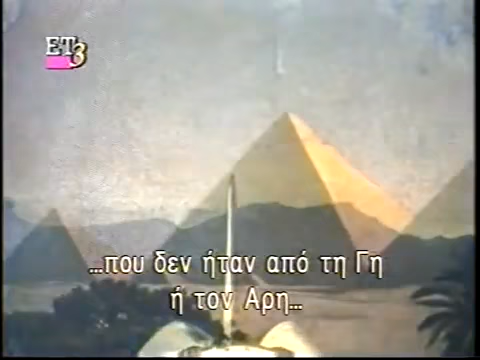 ET3
...που δεν ήταν από τη Γη
ή τον Αρη...